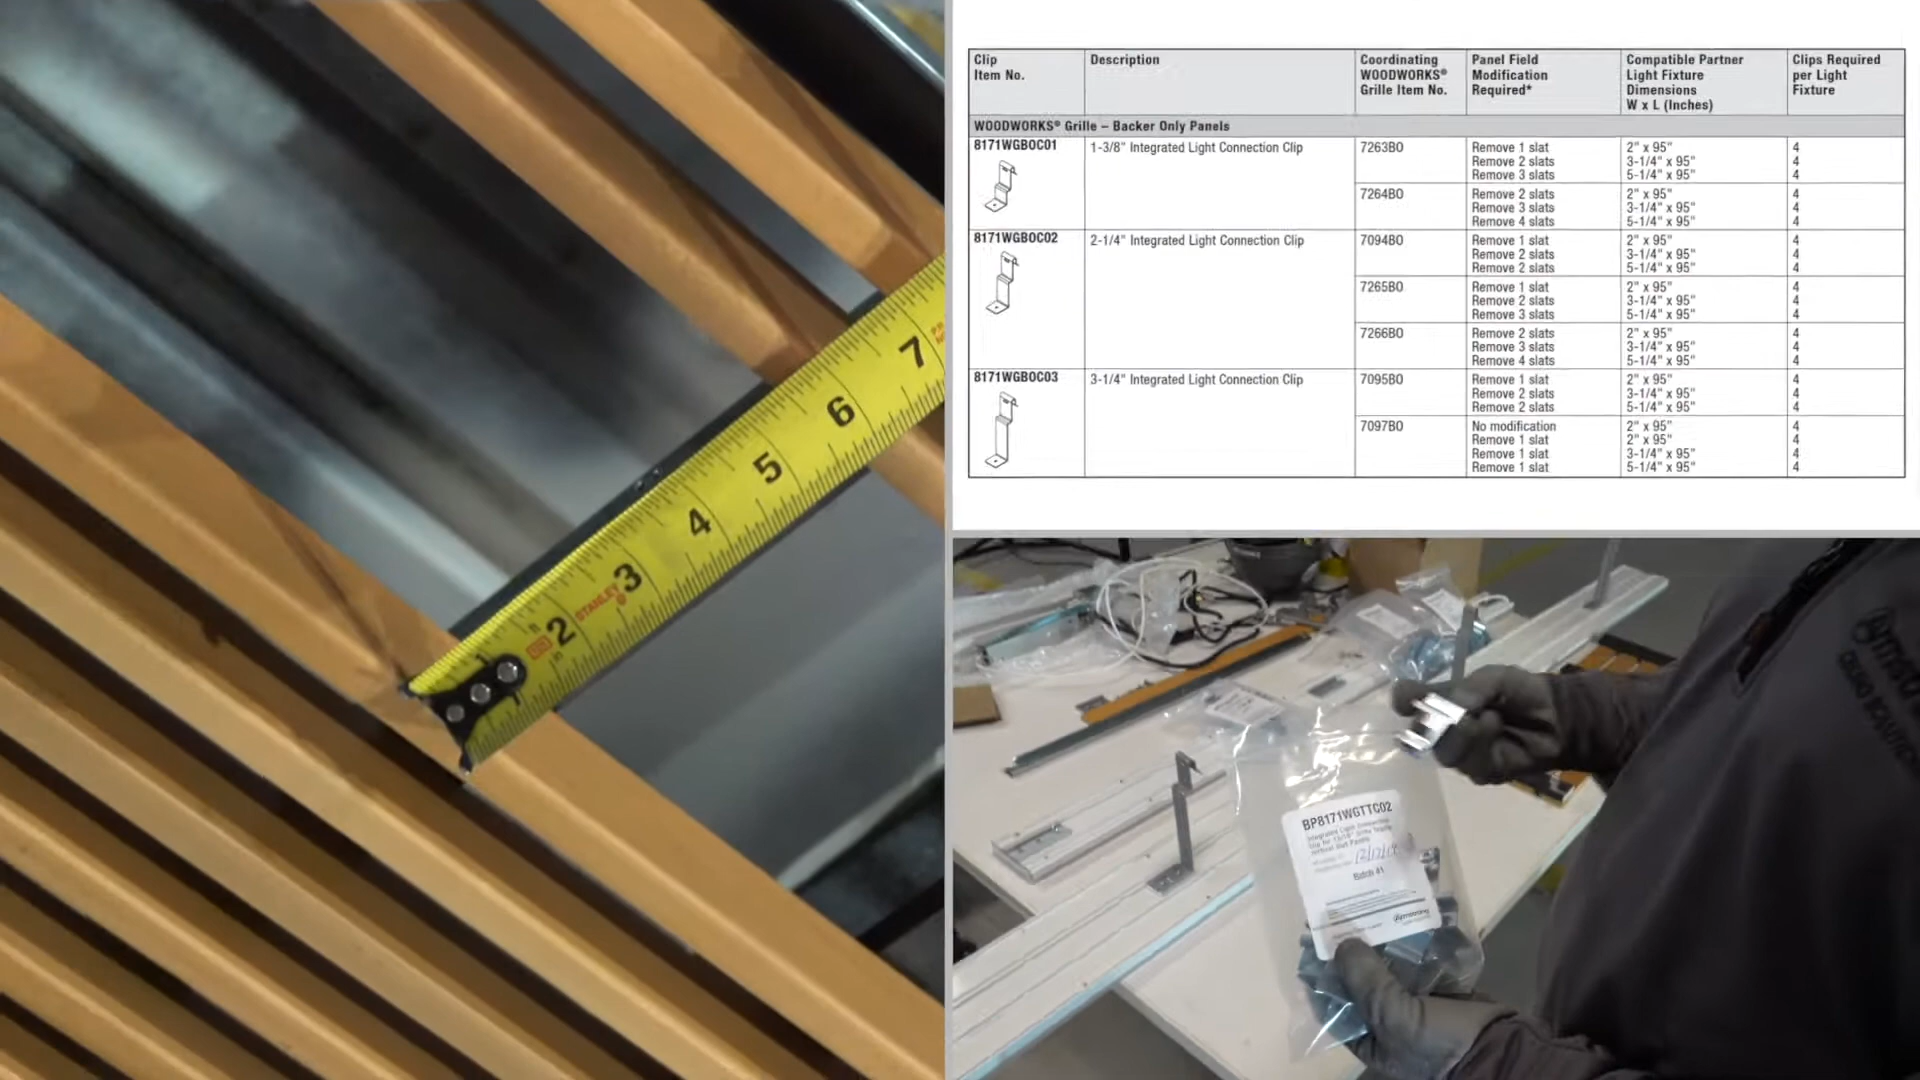 2
3
4
5
6
7
STANLEY
Clip
Item No.
Description
Coordinating
WOODWORKS®
Grille Item No.
Panel Field
Modification
Required*
Compatible Partner
Light Fixture
Dimensions
W x L (Inches)
Clips Required
per Light
Fixture
WOODWORKS® Grille – Backer Only Panels
8171WGBOC01 1-3/8" Integrated Light Connection Clip 7263BO Remove 1 slat 2" x 95" 4
Remove 2 slats 3-1/4" x 95" 4
Remove 3 slats 5-1/4" x 95" 4
7264BO Remove 2 slats 2" x 95" 4
Remove 3 slats 3-1/4" x 95" 4
Remove 4 slats 5-1/4" x 95" 4
8171WGBOC02 2-1/4" Integrated Light Connection Clip 7094BO Remove 1 slat 2" x 95" 4
Remove 2 slats 3-1/4" x 95" 4
Remove 2 slats 5-1/4" x 95" 4
7265BO Remove 1 slat 2" x 95" 4
Remove 2 slats 3-1/4" x 95" 4
Remove 3 slats 5-1/4" x 95" 4
7266BO Remove 2 slats 2" x 95" 4
Remove 3 slats 3-1/4" x 95" 4
Remove 4 slats 5-1/4" x 95" 4
8171WGBOC03 3-1/4" Integrated Light Connection Clip 7095BO Remove 1 slat 2" x 95" 4
Remove 2 slats 3-1/4" x 95" 4
Remove 2 slats 5-1/4" x 95" 4
7097BO No modification 2" x 95" 4
Remove 1 slat 2" x 95" 4
Remove 1 slat 3-1/4" x 95" 4
Remove 1 slat 5-1/4" x 95" 4
BP8171WGTTC02
Integrated Light Connection
Batch 41
Armstrong